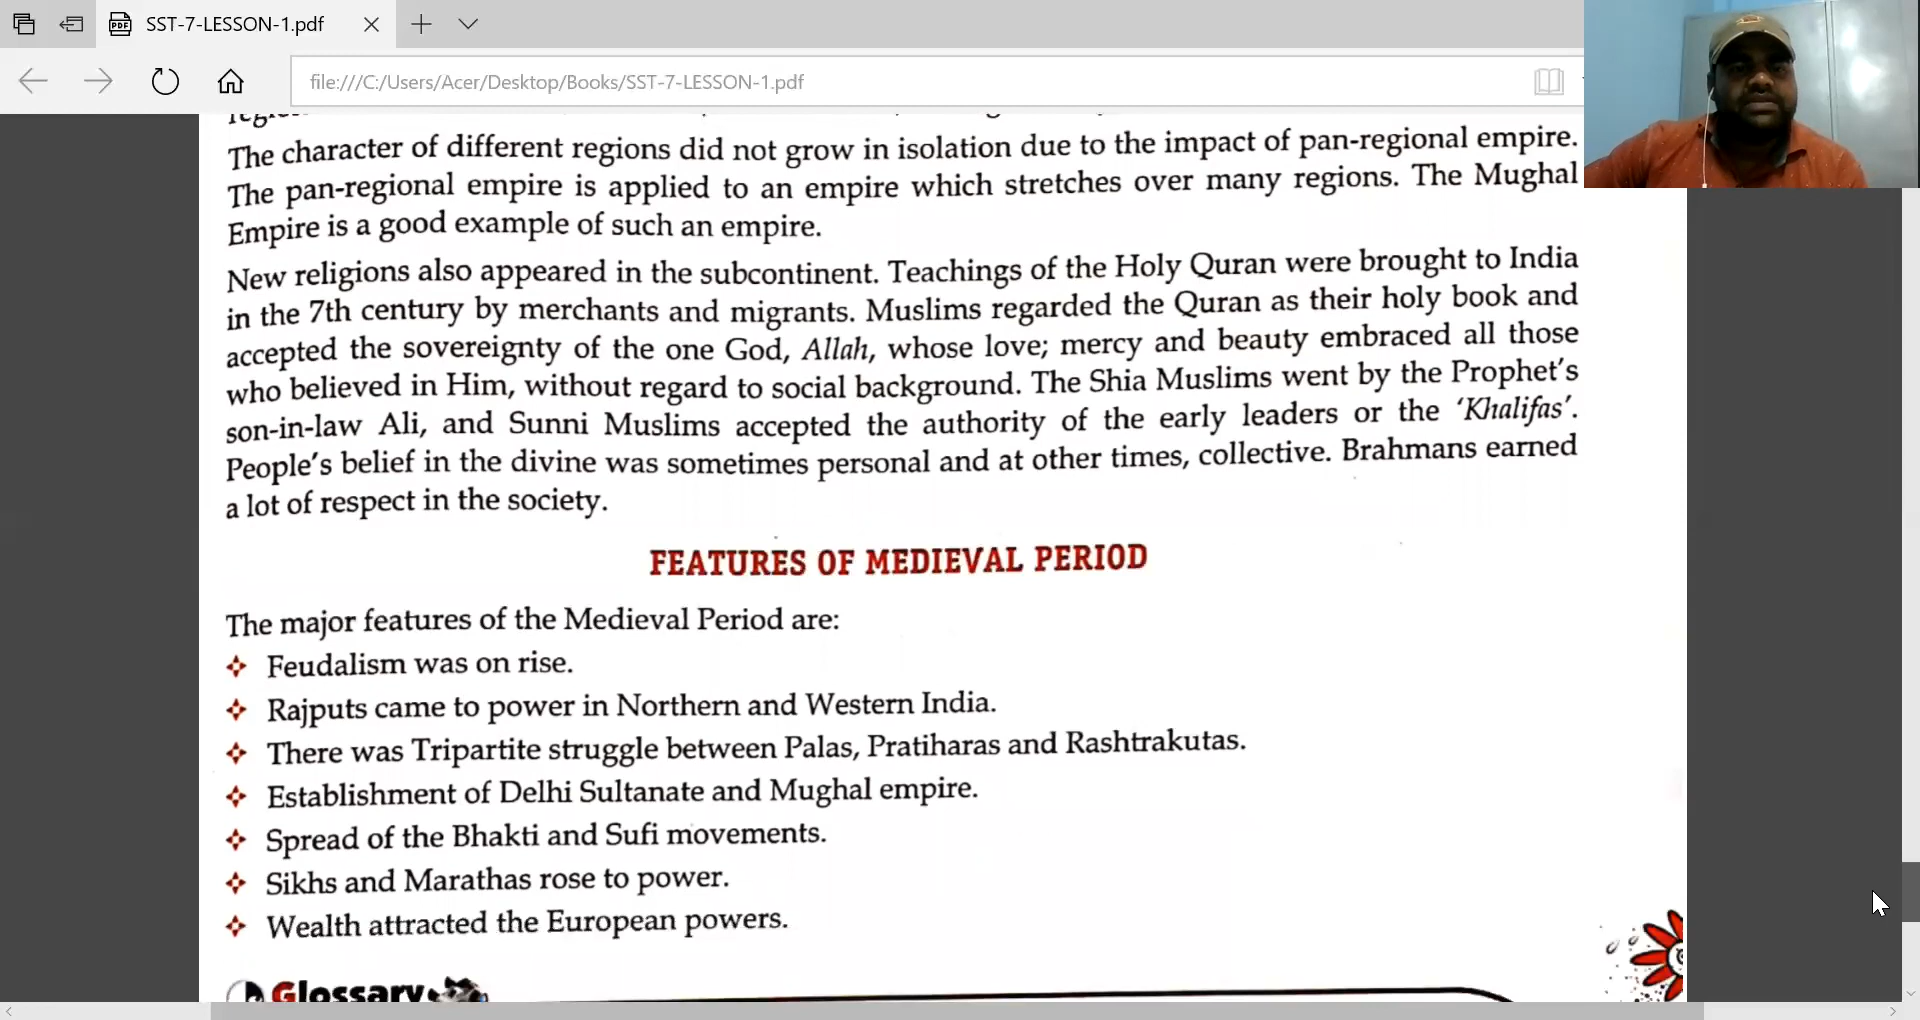 SST-7-LESSON-1.pdf
file:///C:/Users/Acer/Desktop/Books/SST-7-LESSON-1.pdf
The character of different regions did not grow in isolation due to the impact of pan-regional empire.
The pan-regional empire is applied to an empire which stretches over many regions. The Mughal
Empire is a good example of such an empire.
New religions also appeared in the subcontinent. Teachings of the Holy Quran were brought to India
in the 7th century by merchants and migrants. Muslims regarded the Quran as their holy book and
accepted the sovereignty of the one God, Allah, whose love; mercy and beauty embraced all those
who believed in Him, without regard to social background. The Shia Muslims went by the Prophet's
son-in-law Ali, and Sunni Muslims accepted the authority of the early leaders or the 'Khalifas'.
People's belief in the divine was sometimes personal and at other times, collective. Brahmans earned
a lot of respect in the society.
FEATURES OF MEDIEVAL PERIOD
The major features of the Medieval Period are:
Feudalism was on rise.
Rajputs came to power in Northern and Western India.
There was Tripartite struggle between Palas, Pratiharas and Rashtrakutas.
Establishment of Delhi Sultanate and Mughal empire.
Spread of the Bhakti and Sufi movements.
Sikhs and Marathas rose to power.
Wealth attracted the European powers.
Glossary